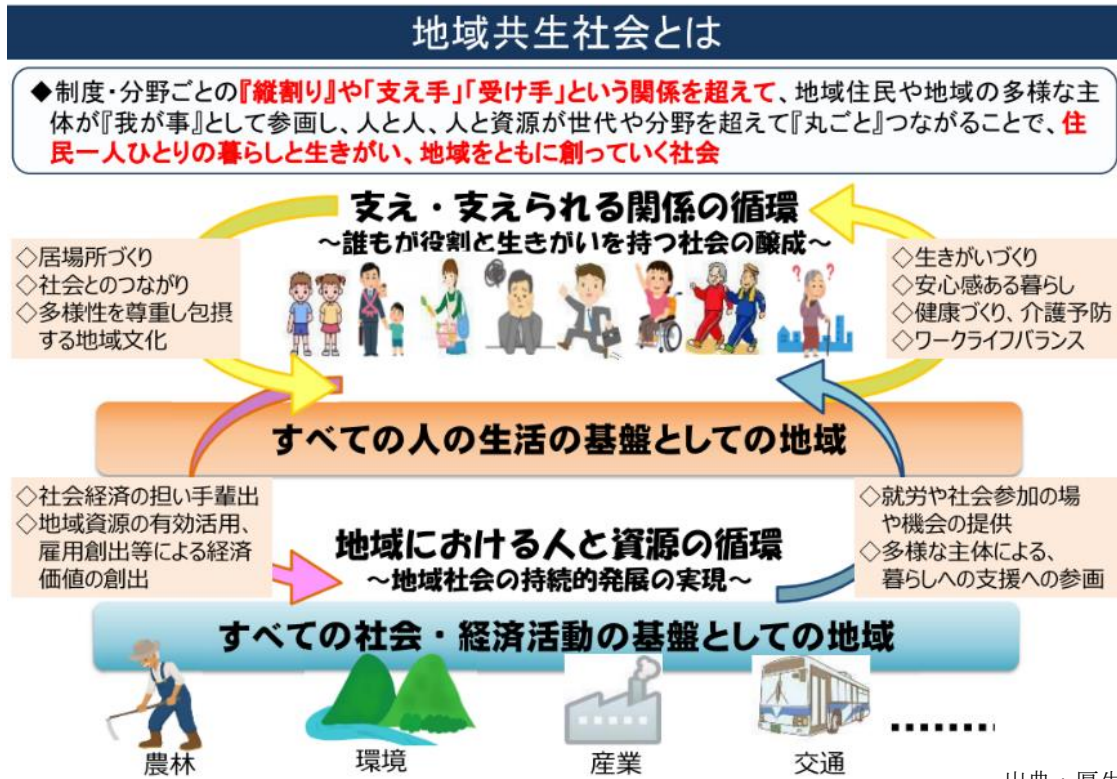 地域共生社会とは
◆制度・分野ごとの『縦割り』や「支え手」「受け手」という関係を超えて、地域住民や地域の多様な主
体が『我が事』として参画し、人と人、人と資源が世代や分野を超えて『丸ごと』つながることで、住
民一人ひとりの暮らしと生きがい、地域をともに創っていく社会
支え・支えられる関係の循環
～誰もが役割と生きがいを持つ社会の醸成～
◇居場所づくり
◇社会とのつながり
◇多様性を尊重し包摂
する地域文化
◇生きがいづくり
◇安心感ある暮らし
◇健康づくり、介護予防
◇ワークライフバランス
すべての人の生活の基盤としての地域
◇社会経済の担い手輩出
◇地域資源の有効活用、
雇用創出等による経済
価値の創出
地域における人と資源の循環
～地域社会の持続的発展の実現～
◇就労や社会参加の場
や機会の提供
◇多様な主体による、
暮らしへの支援への参画
すべての社会・経済活動の基盤としての地域
農林
環境
産業
交通